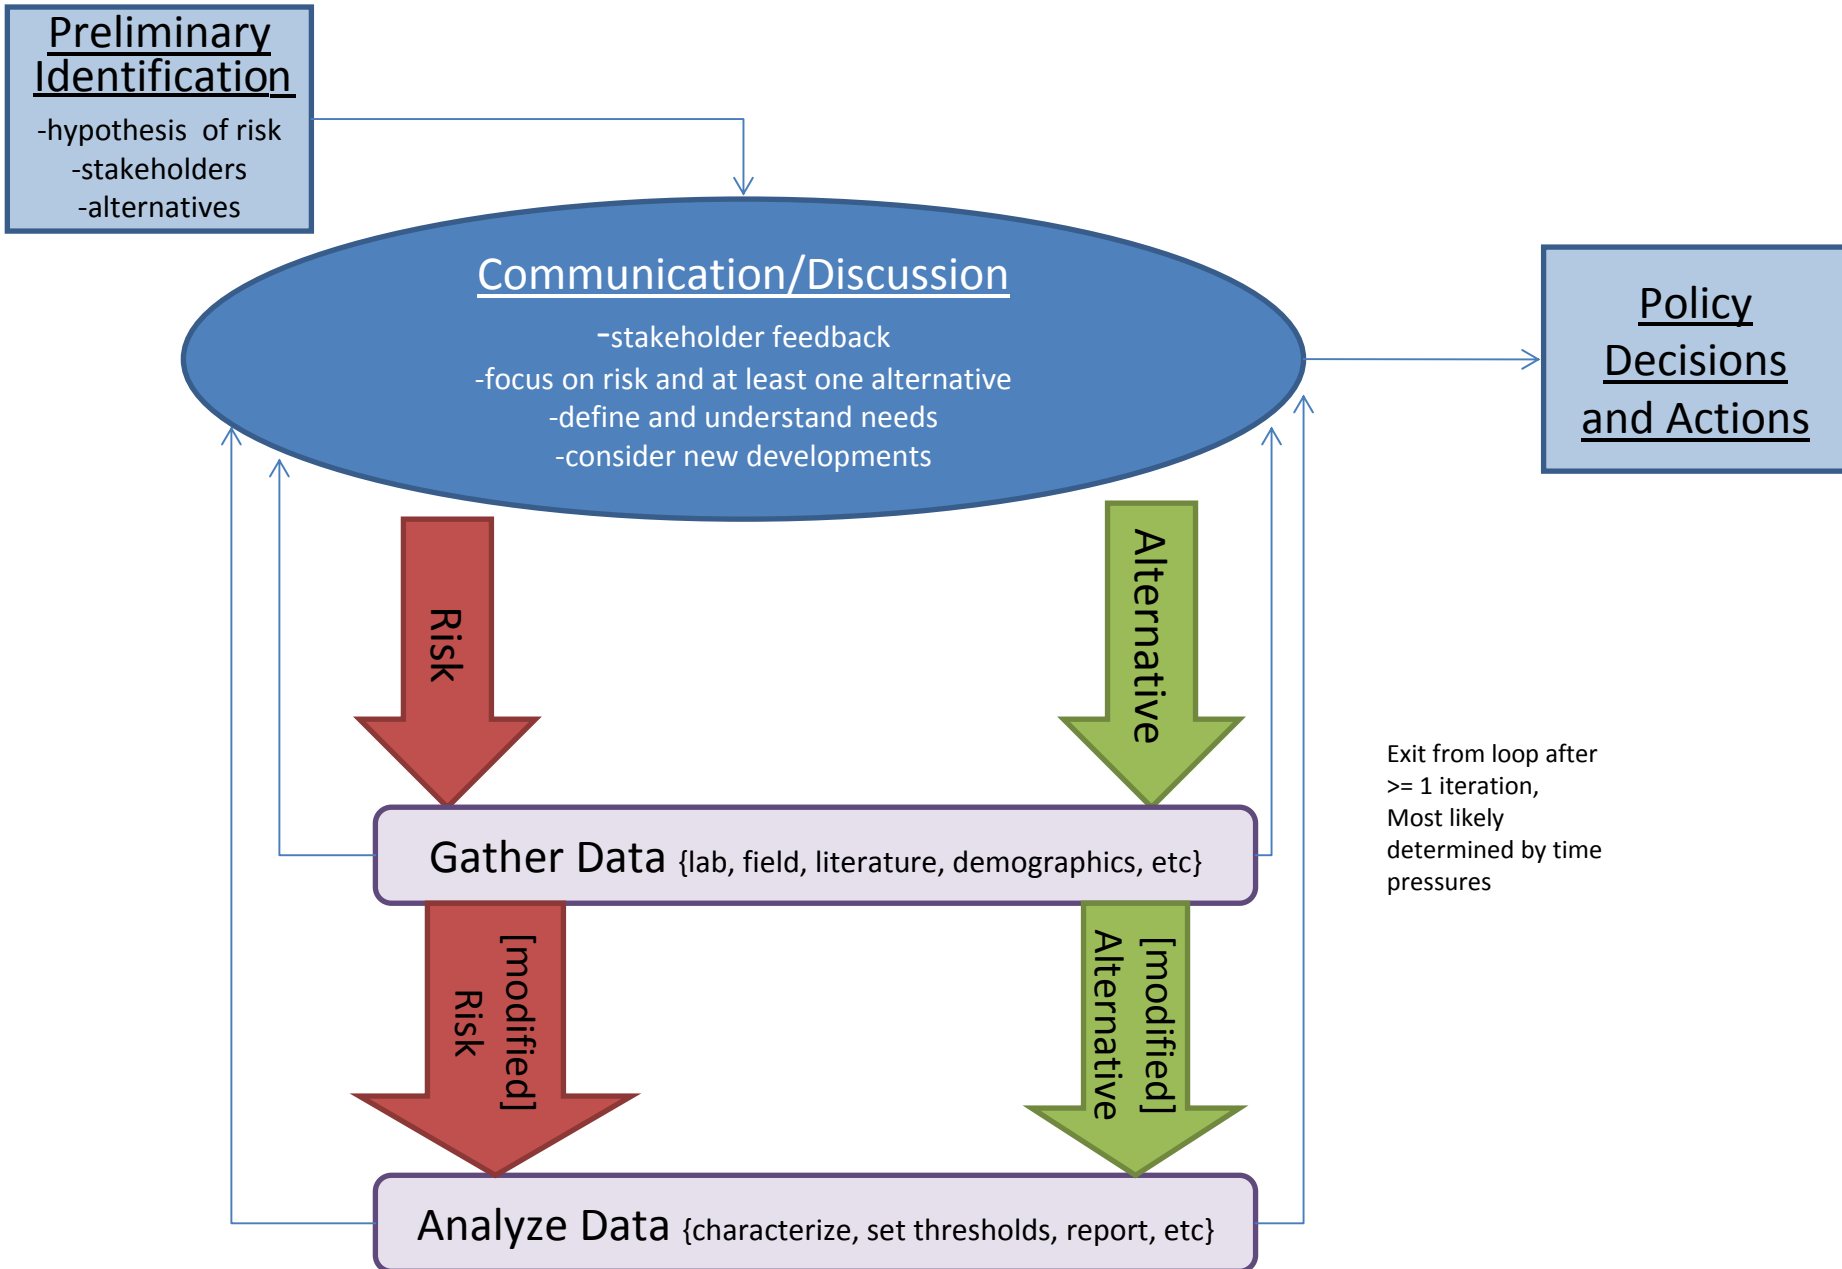 Preliminary
Identification
-hypothesis of risk
-stakeholders
-alternatives
Communication/Discussion
-stakeholder feedback
-focus on risk and at least one alternative
-define and understand needs
-consider new developments
Policy
Decisions
and Actions
Risk
Alternative
Exit from loop after
>= 1 iteration,
Most likely
determined by time
pressures
Gather Data {lab, field, literature, demographics, etc}
[modified]
Risk
[modified]
Alternative
Analyze Data {characterize, set thresholds, report, etc}